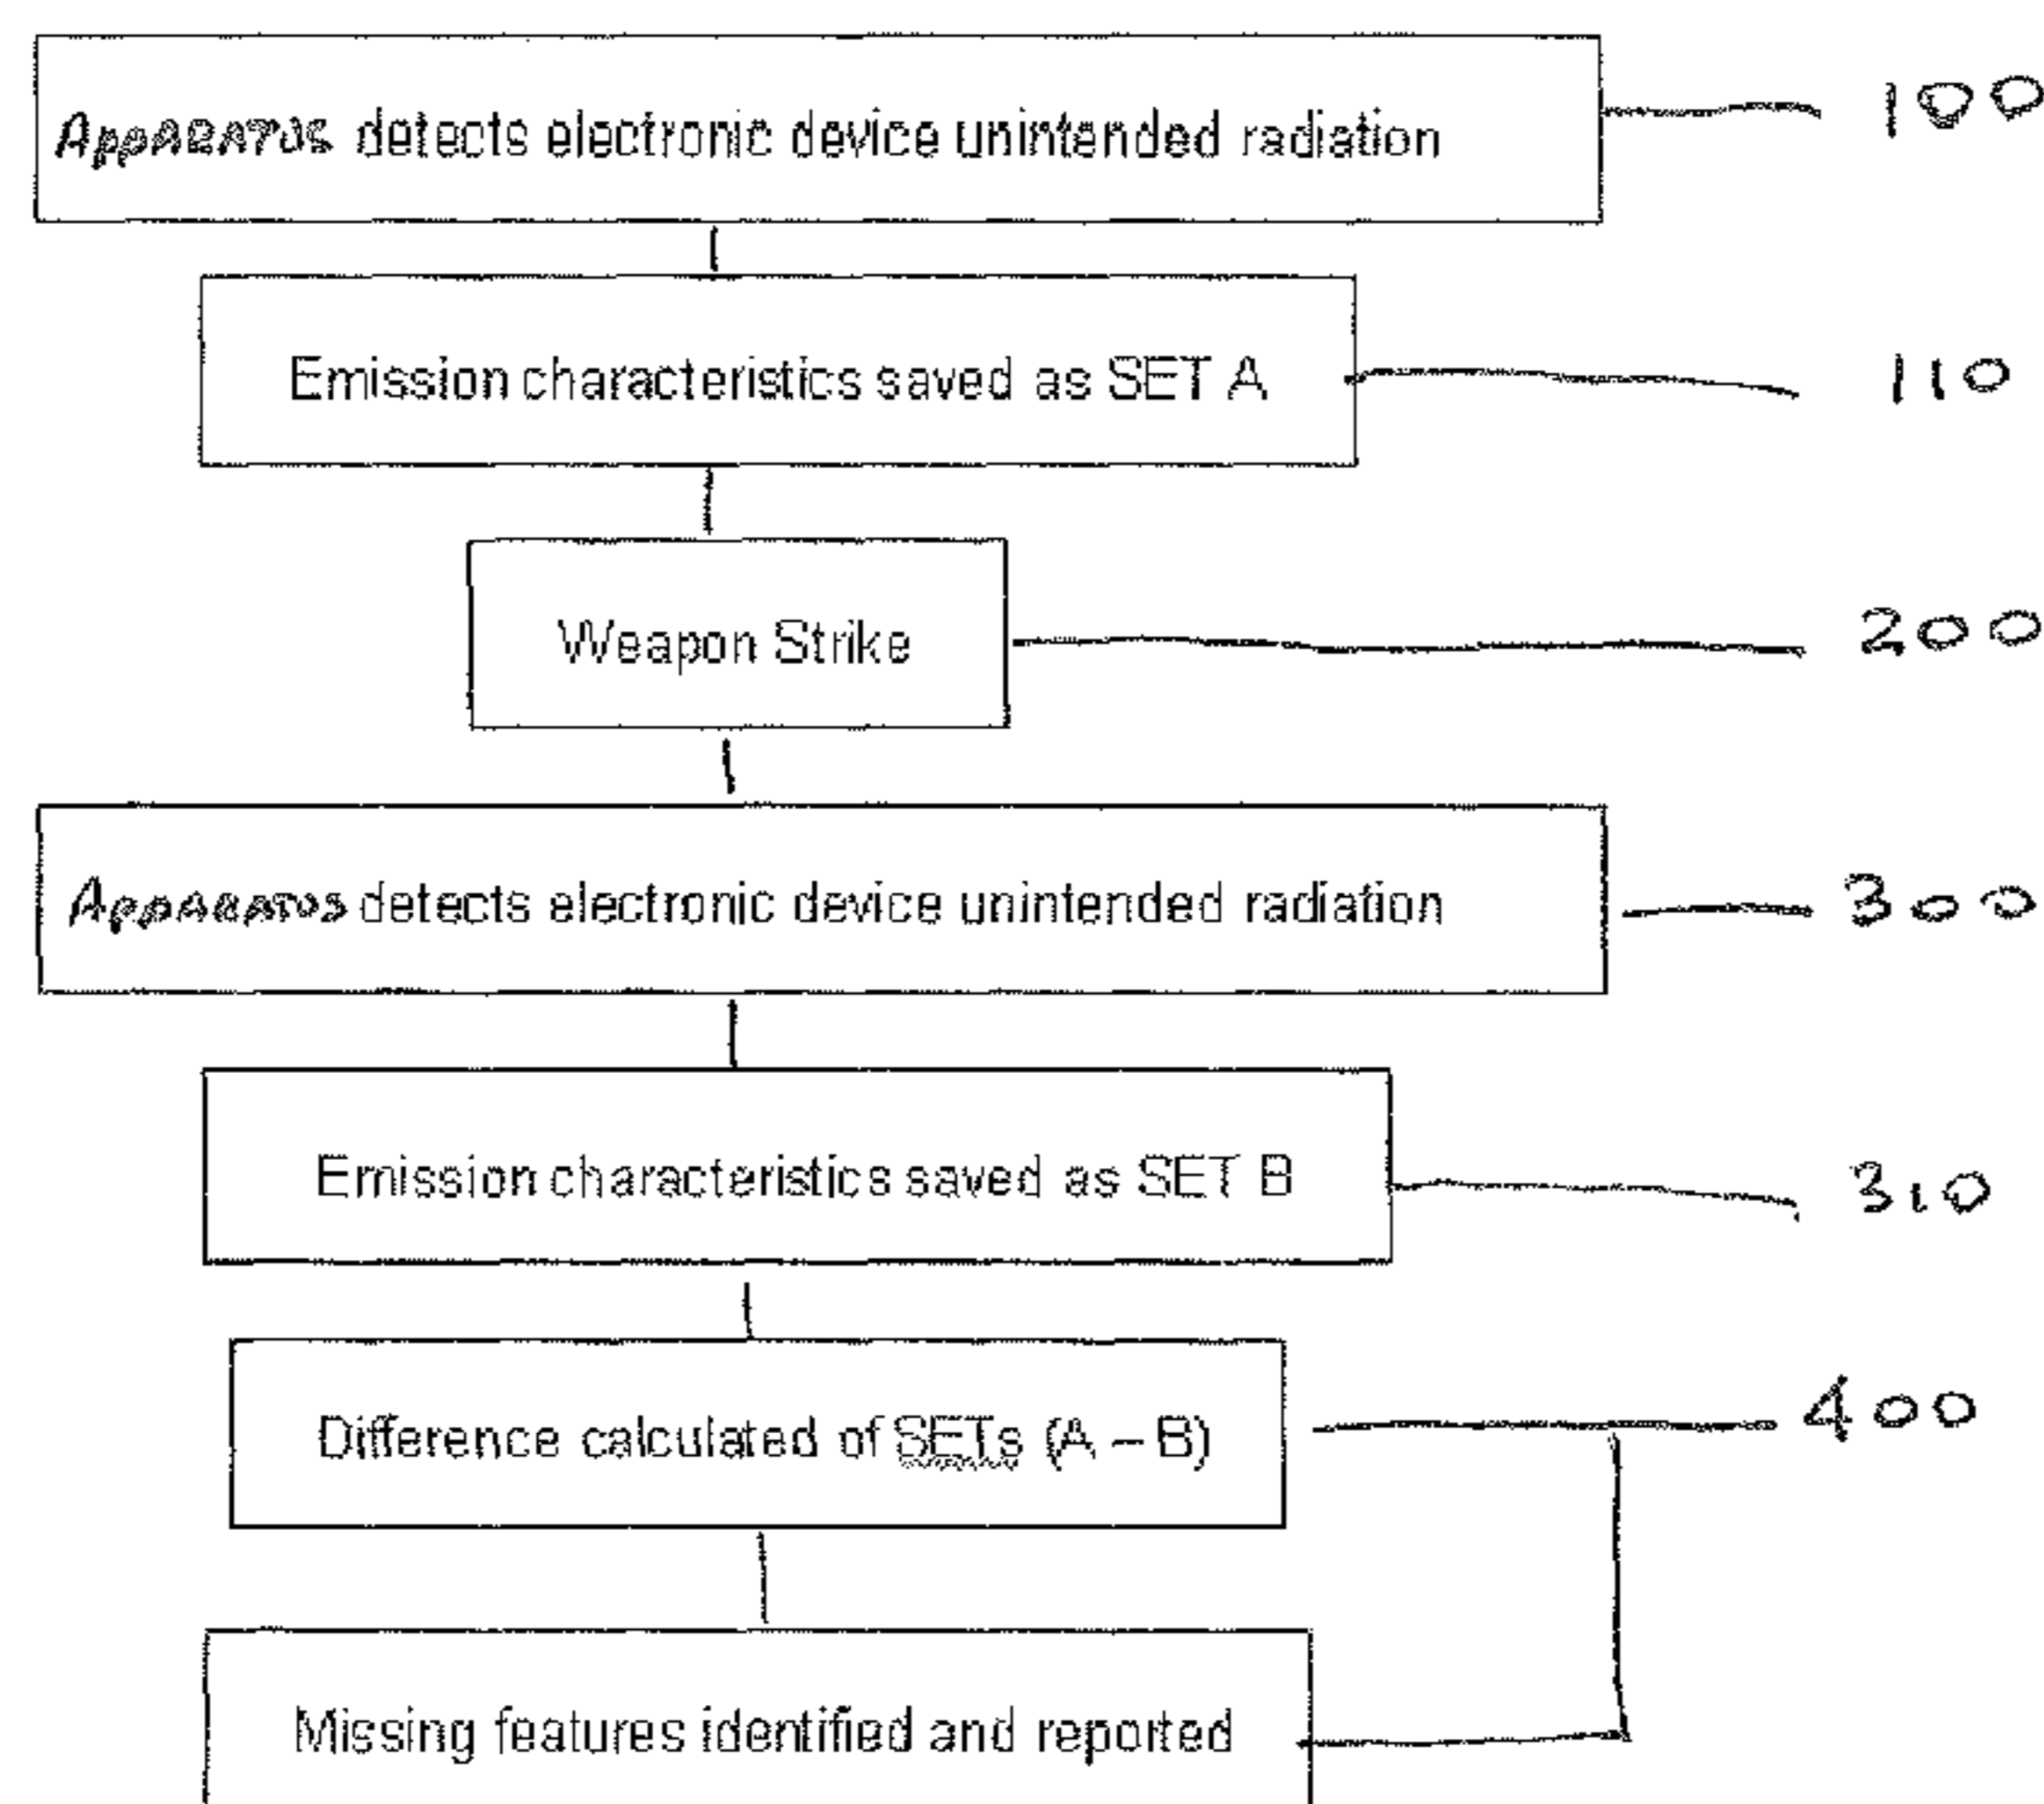 APPARATUS detects electronic device unintended radiation 100
Emission characteristics saved as SET A 110
Weapon Strike 200
APPARATUS detects electronic device unintended radiation 300
Emission characteristics saved as SET B 310
Difference calculated of SETs (A – B) 400
Missing features identified and reported